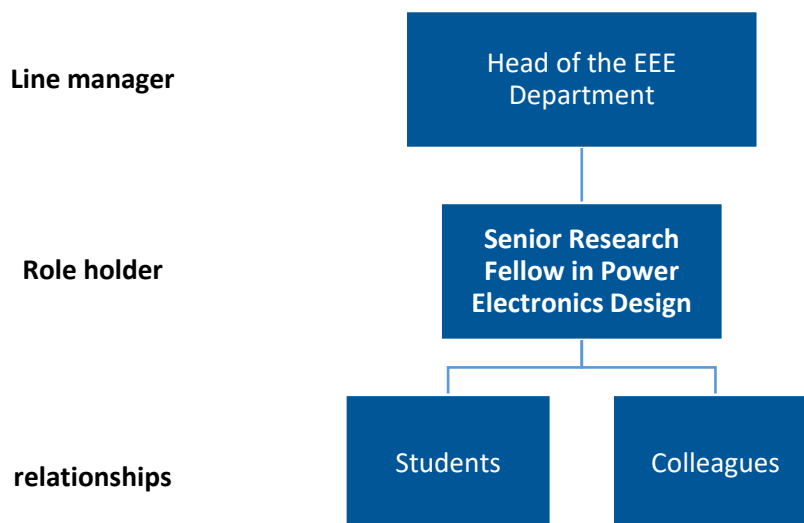 Line manager
Head of the EEE
Department
Role holder
Senior Research
Fellow in Power
Electronics Design
relationships
Students
Colleagues